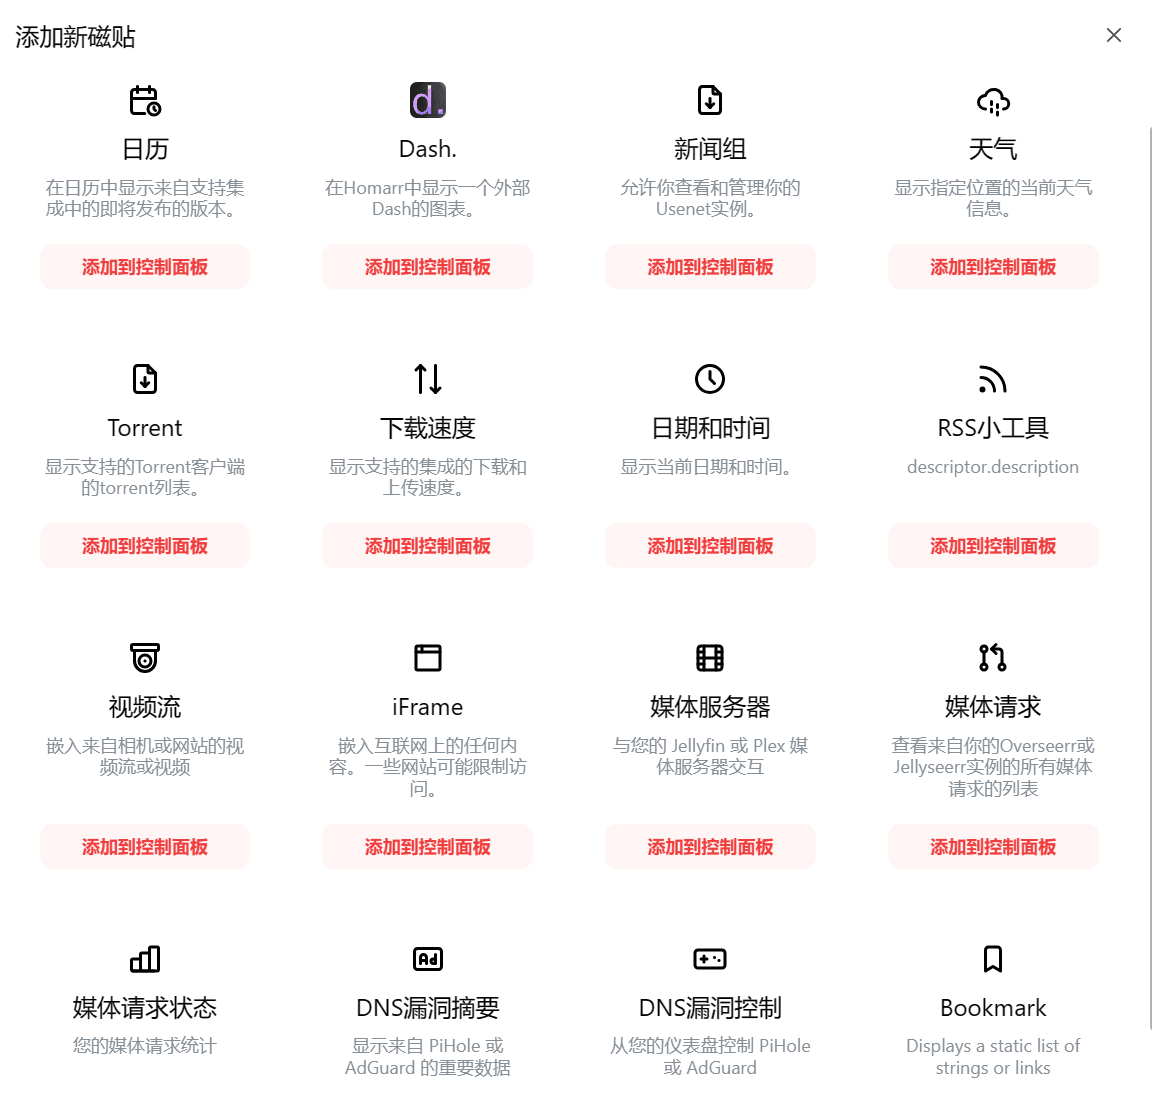 添加新磁贴
日历
在日历中显示来自支持集
成中的即将发布的版本。
添加到控制面板
d.
Dash.
在Homarr中显示一个外部
Dash的图表。
添加到控制面板
新闻组
允许你查看和管理你的
Usenet实例。
添加到控制面板
天气
显示指定位置的当前天气
信息。
添加到控制面板
Torrent
显示支持的Torrent客户端
的torrent列表。
添加到控制面板
下载速度
显示支持的集成的下载和
上传速度。
添加到控制面板
日期和时间
显示当前日期和时间。
添加到控制面板
RSS小工具
descriptor.description
添加到控制面板
视频流
嵌入来自相机或网站的视
频流或视频
添加到控制面板
iFrame
嵌入互联网上的任何内
容。一些网站可能限制访
问。
添加到控制面板
媒体服务器
与您的 Jellyfin 或 Plex 媒
体服务器交互
添加到控制面板
媒体请求
查看来自你的Overseerr或
Jellyseerr实例的所有媒体
请求的列表
添加到控制面板
媒体请求状态
您的媒体请求统计
Ad
DNS漏洞摘要
显示来自 PiHole 或
AdGuard 的重要数据
DNS漏洞控制
从您的仪表盘控制 PiHole
或 AdGuard
Bookmark
Displays a static list of
strings or links